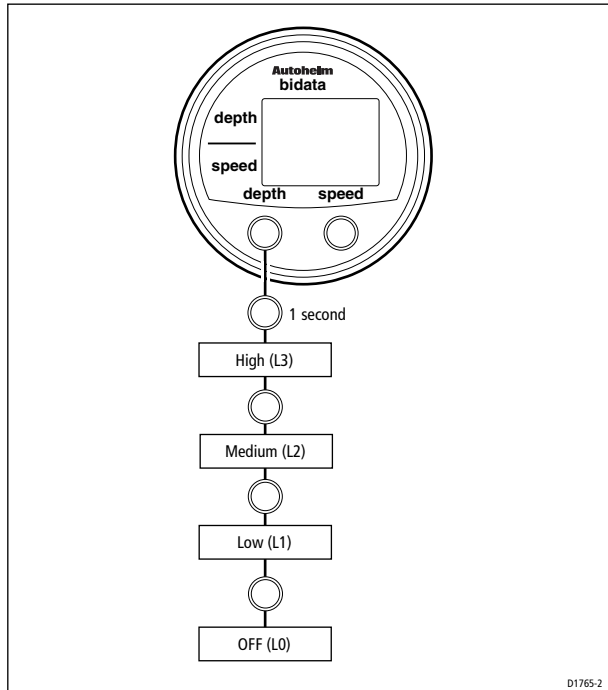 Autohelm
bidata
depth
speed
depth speed
1 second
High (L3)
Medium (L2)
Low (L1)
OFF (L0)
D1765-2